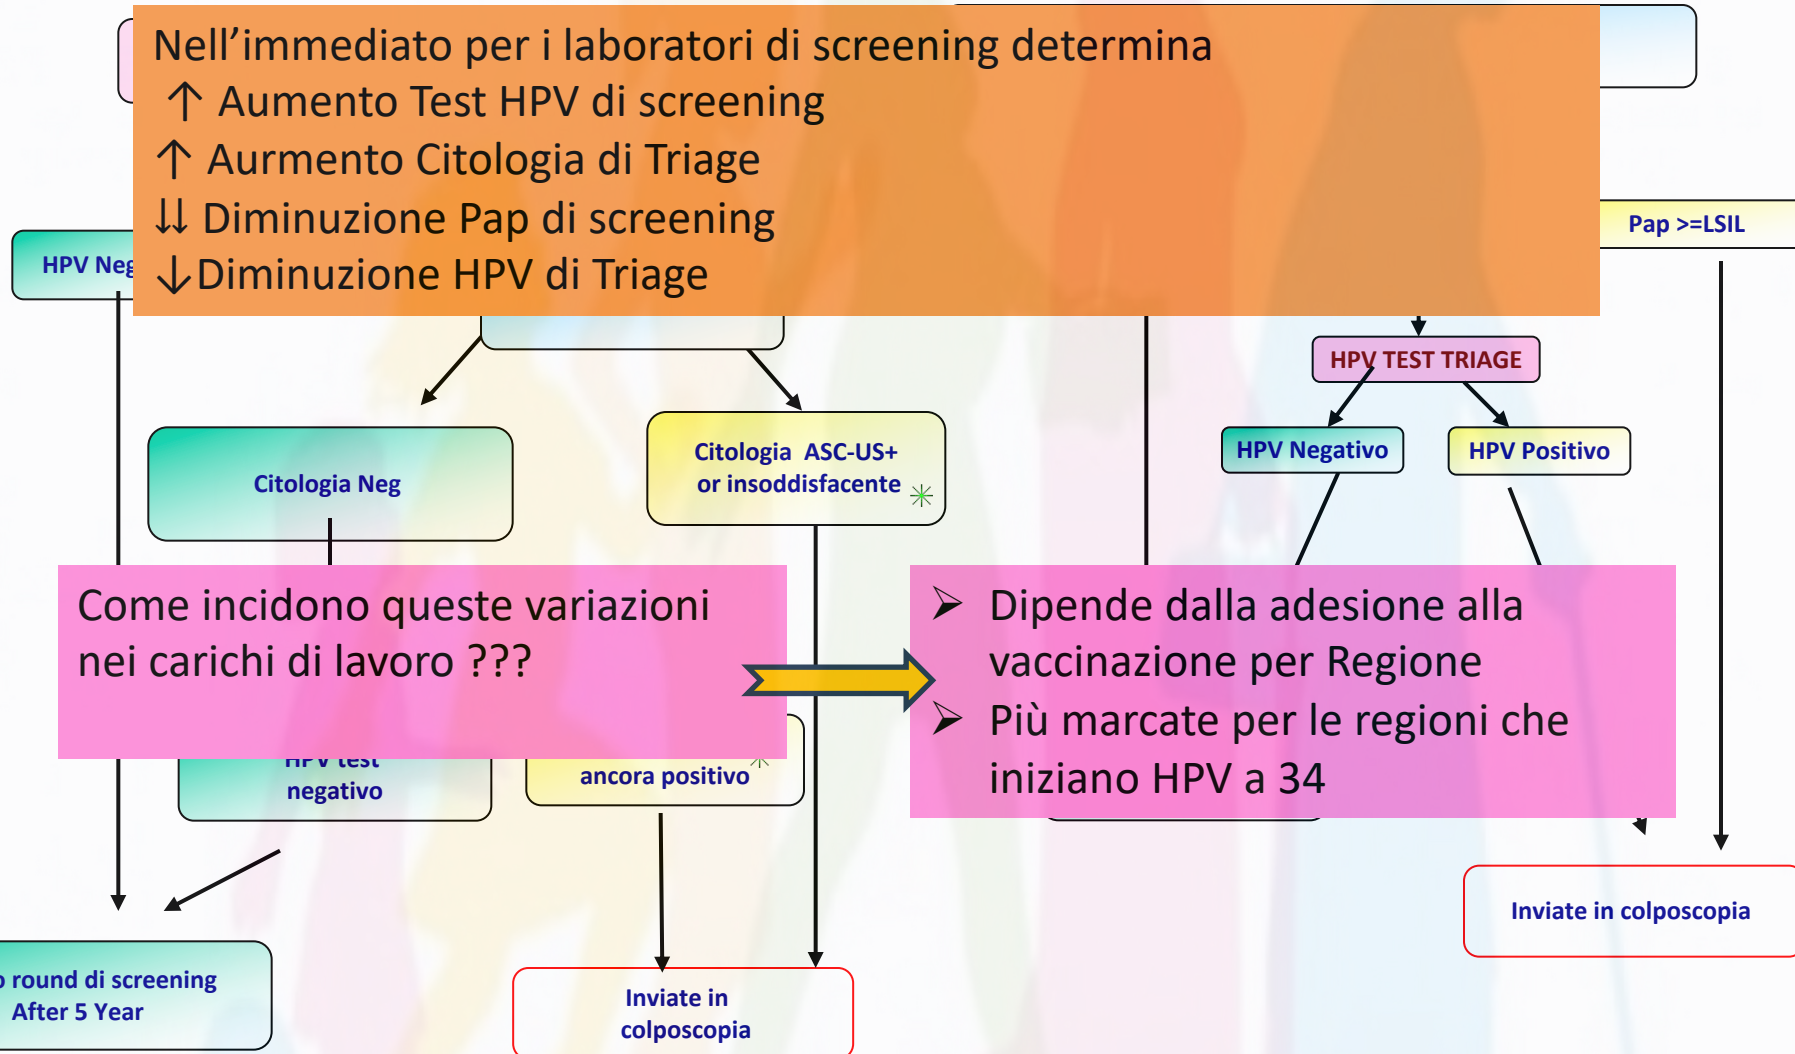 Nell’immediato per i laboratori di screening determina
↑ Aumento Test HPV di screening
↑ Aurmento Citologia di Triage
⇊ Diminuzione Pap di screening
↓Diminuzione HPV di Triage
Pap >=LSIL
HPV Neg
HPV TEST TRIAGE
Citologia ASC-US+
or insoddisfacente
HPV Negativo
HPV Positivo
Citologia Neg
Come incidono queste variazioni
nei carichi di lavoro ???
➢ Dipende dalla adesione alla
vaccinazione per Regione
➢ Più marcate per le regioni che
iniziano HPV a 34
HPV test
negativo
ancora positivo
Inviate in colposcopia
round di screening
After 5 Year
Inviate in
colposcopia